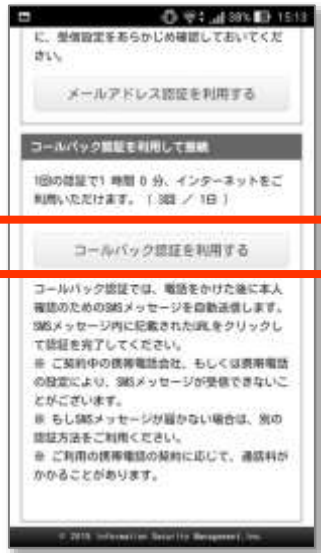 38% 15:13
に、受信設定をあらかじめ確認しておいてくだ
さい。
メールアドレス認証を利用する
コールバック認証を利用して接続
1回の認証で1 時間 0 分、インターネットをご
利用いただけます。 ( 3回 / 1日 )
コールバック認証を利用する
コールバック認証では、電話をかけた後に本人
確認のためのSMSメッセージを自動送信します。
SMSメッセージ内に記載されたURLをクリックし
て認証を完了してください。
※ ご契約中の携帯電話会社、もしくは携帯電話
の設定により、SMSメッセージが受信できないこ
とがございます。
※ もしSMSメッセージが届かない場合は、別の
認証方法をご利用ください。
※ ご利用の携帯電話の契約に応じて、通話料が
かかることがあります。
© 2015 Information Security Management, Inc.